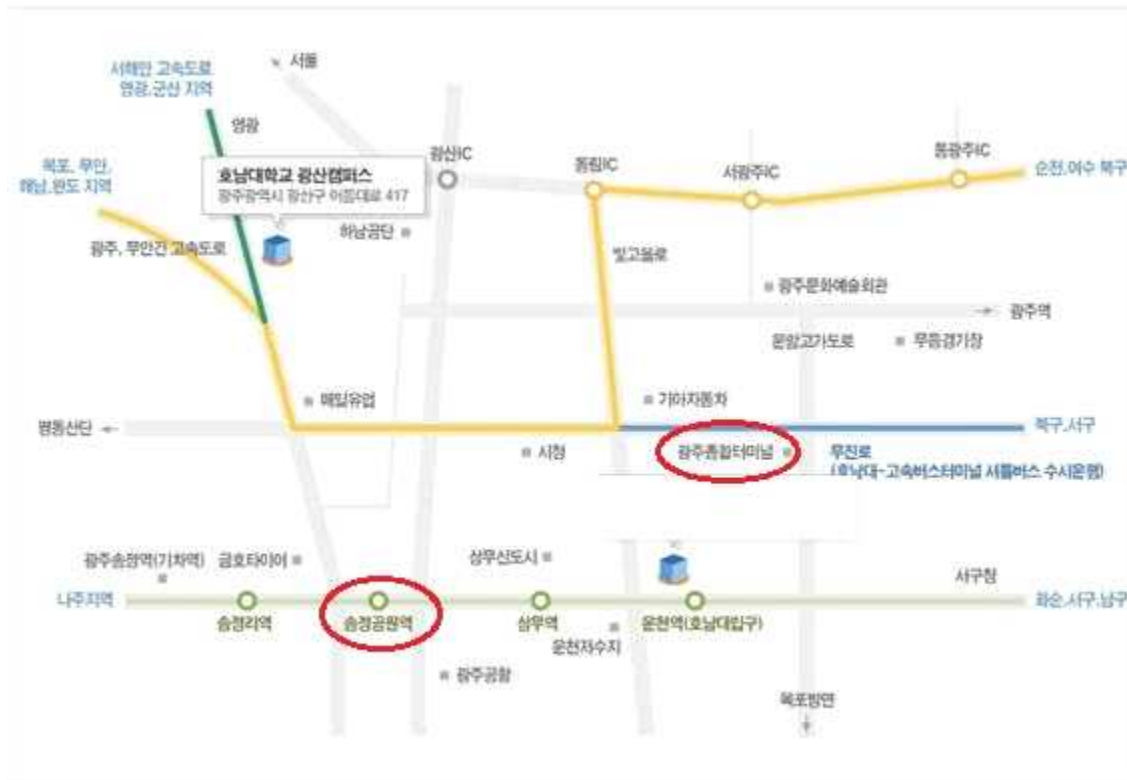 서울
서해안 고속도로
영광,군산 지역
영광
목포, 무안,
해남,완도 지역
호남대학교 광산캠퍼스
광주광역시 광산구 어등대로 417
광산IC
동림IC
서광주IC
동광주IC
순천,여수 북구
하남공단
광주, 무안간 고속도로
빛고을로
광주문화예술회관
광주역
운암고가도로
무등경기장
매일유업
기아자동차
평동산단
북구,서구
시청
광주종합터미널
무진로
(호남대-고속버스터미널 셔틀버스 수시운행)
광주송정역(기차역)
금호타이어
상무신도시
서구청
나주지역
화순,서구,남구
송정리역
송정공원역
상무역
운천역(호남대입구)
운천저수지
광주공항
목포방면